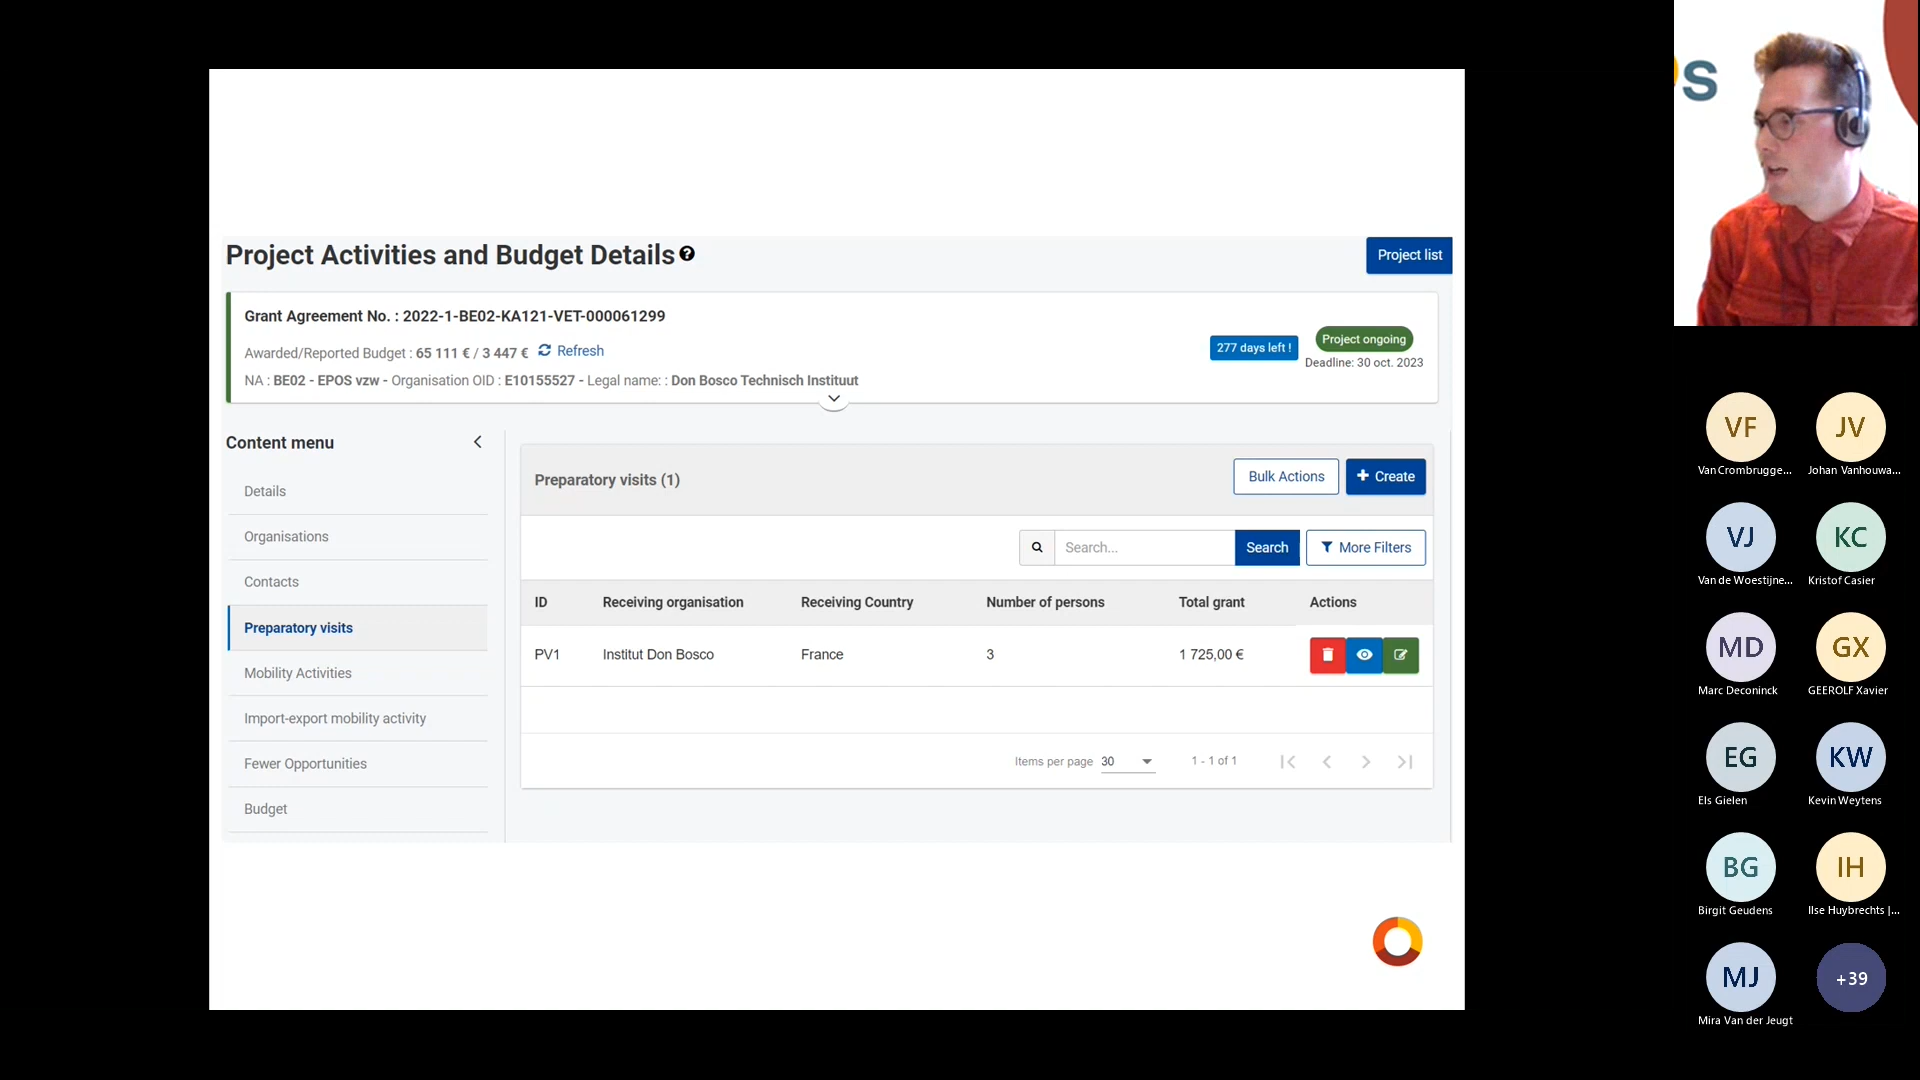 Project Activities and Budget Details
Project list
Grant Agreement No. : 2022-1-BE02-KA121-VET-000061299
Awarded/Reported Budget : 65 111 € / 3 447 € Refresh
277 days left !
Project ongoing
Deadline: 30 oct. 2023
NA : BE02 - EPOS vzw - Organisation OID : E10155527 - Legal name: : Don Bosco Technisch Instituut
Content menu
Details
Organisations
Contacts
Preparatory visits
Mobility Activities
Import-export mobility activity
Fewer Opportunities
Budget
Preparatory visits (1)
Bulk Actions
+ Create
Search...
Search
More Filters
ID Receiving organisation Receiving Country Number of persons Total grant Actions
PV1 Institut Don Bosco France 3 1 725,00 €
Items per page 30 1 - 1 of 1
s
VF JV
Van Crombrugge... Johan Vanhouwa...
VJ KC
Van de Woestijne... Kristof Casier
MD GX
Marc Deconinck GEEROLF Xavier
EG KW
Els Gielen Kevin Weytens
BG IH
Birgit Geudens Ilse Huybrechts |...
MJ +39
Mira Van der Jeugt